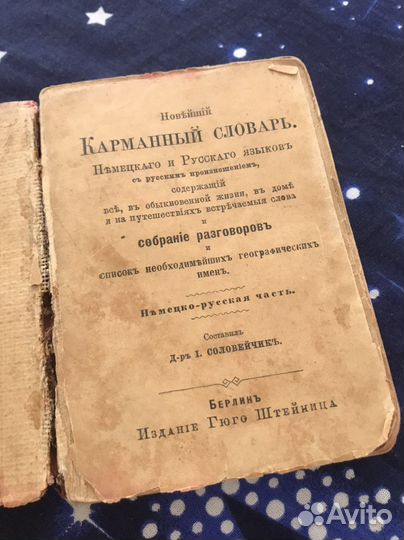 Новѣйшій
Карманный словарь.
Нѣмецкаго и Русскаго языковъ
съ русскимъ произношеніемъ,
содержащій
всѣ, въ обыкновенной жизни, въ домѣ
и на путешествіяхъ встрѣчаемыя слова
и
собраніе разговоровъ
и
списокъ необходимѣйшихъ географическихъ
именъ.
Нѣмецко-русская часть.
Составилъ
Д-ръ І. СОЛОВЕЙЧИКЪ.
Берлинъ
Изданіе Гюго Штейница
Avito